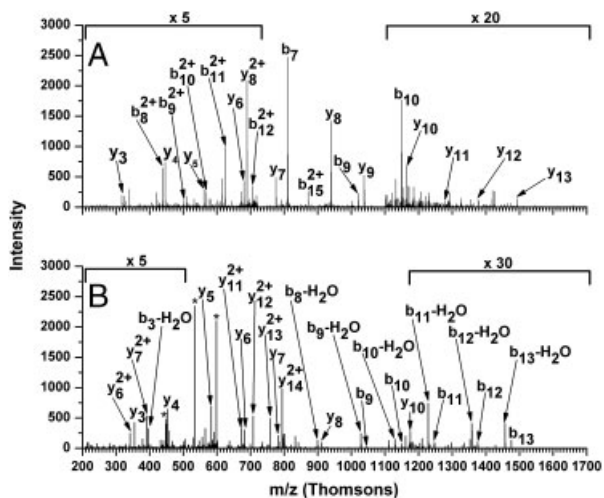 x 5
x 20
3000
2500
2000
1500
1000
500
0
A
y3
b8 2+
y4
b9 2+
y5
b10 2+
b11 2+
y6
y8 2+
b12 2+
y7
b7
b15 2+
y8
b9
y9
b10
y10
y11
y12
y13
Intensity
x 5
x 30
3000
2500
2000
1500
1000
500
0
B
y6 2+
y3
y7 2+
b3-H2O
*
y4
*
y5
*
y11 2+
y6
y12 2+
y13 2+
y7
y14 2+
b8-H2O
y8
b9-H2O
b9
b10-H2O
b10
y10
b11-H2O
b11
b12-H2O
b12
b13-H2O
b13
200 300 400 500 600 700 800 900 1000 1100 1200 1300 1400 1500 1600 1700
m/z (Thomsons)